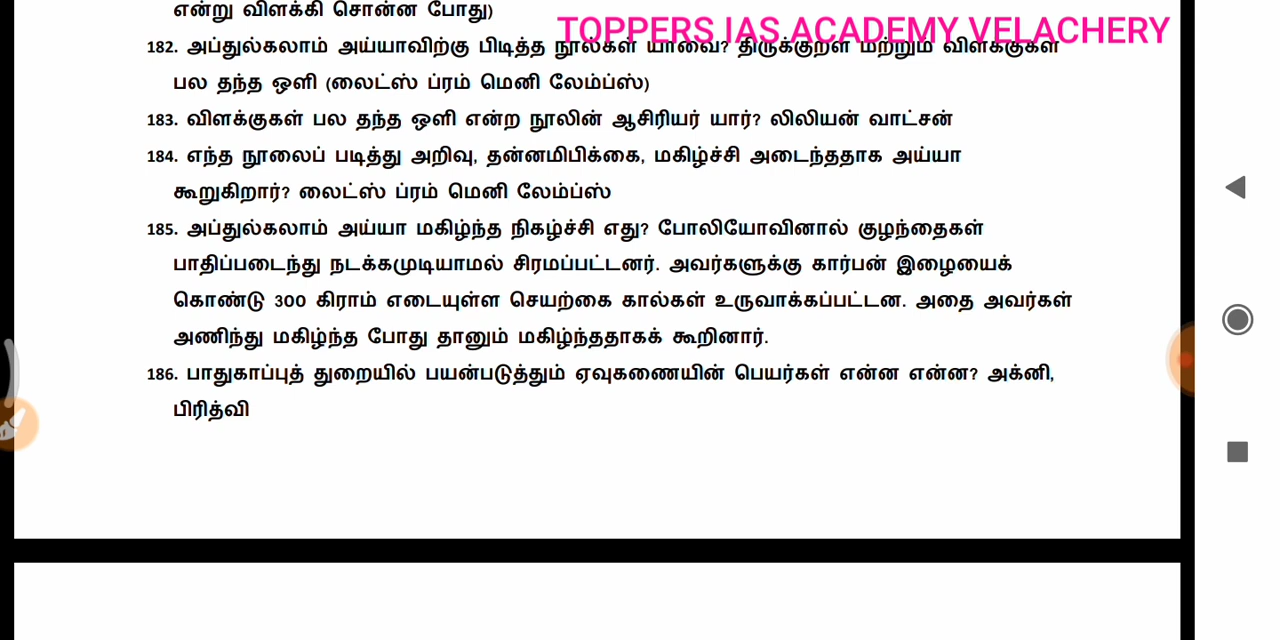 என்று விளக்கி சொன்ன போது)
TOPPERS IAS ACADEMY VELACHERY
182. அப்துல்கலாம் அய்யாவிற்கு பிடித்த நூல்கள் யாவை? திருக்குறள் மற்றும் விளக்குகள்
பல தந்த ஒளி (லைட்ஸ் ப்ரம் மெனி லேம்ப்ஸ்)
183. விளக்குகள் பல தந்த ஒளி என்ற நூலின் ஆசிரியர் யார்? லிலியன் வாட்சன்
184. எந்த நூலைப் படித்து அறிவு, தன்னமிபிக்கை, மகிழ்ச்சி அடைந்ததாக அய்யா
கூறுகிறார்? லைட்ஸ் ப்ரம் மெனி லேம்ப்ஸ்
185. அப்துல்கலாம் அய்யா மகிழ்ந்த நிகழ்ச்சி எது? போலியோவினால் குழந்தைகள்
பாதிப்படைந்து நடக்கமுடியாமல் சிரமப்பட்டனர். அவர்களுக்கு கார்பன் இழையைக்
கொண்டு 300 கிராம் எடையுள்ள செயற்கை கால்கள் உருவாக்கப்பட்டன. அதை அவர்கள்
அணிந்து மகிழ்ந்த போது தானும் மகிழ்ந்ததாகக் கூறினார்.
186. பாதுகாப்புத் துறையில் பயன்படுத்தும் ஏவுகணையின் பெயர்கள் என்ன என்ன? அக்னி,
பிரித்வி